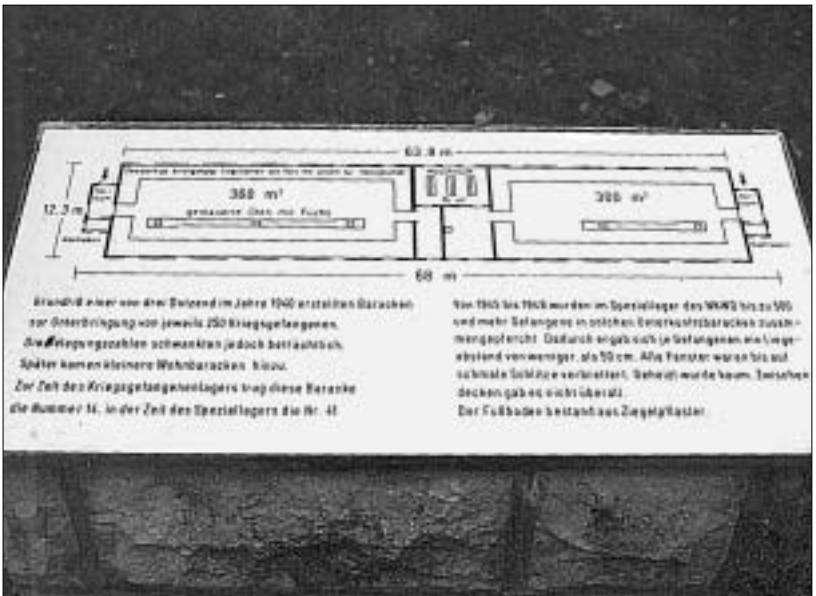 63.8 m
360 m²
300 m²
12.3 m
gemauerte Öfen mit Fuchs
68 m
Grundriß einer von drei Dutzend im Jahre 1940 erstellten Baracken
zur Unterbringung von jeweils 250 Kriegsgefangenen.
Die Belegungszahlen schwankten jedoch beträchtlich.
Später kamen kleinere Wohnbaracken hinzu.
Zur Zeit des Kriegsgefangenenlagers trug diese Baracke
die Nummer 14, in der Zeit des Speziallagers die Nr. 41
Von 1945 bis 1948 wurden im Speziallager des NKWD bis zu 500
und mehr Gefangene in solchen Unterkunftsbaracken zusam-
mengepfercht. Dadurch ergab sich je Gefangenen ein Liege-
abstand von weniger als 50 cm. Alle Fenster waren bis auf
schmale Schlitze verbrettert. Geheizt wurde kaum. Zwischen
decken gab es nicht überall.
Der Fußboden bestand aus Ziegelpflaster.